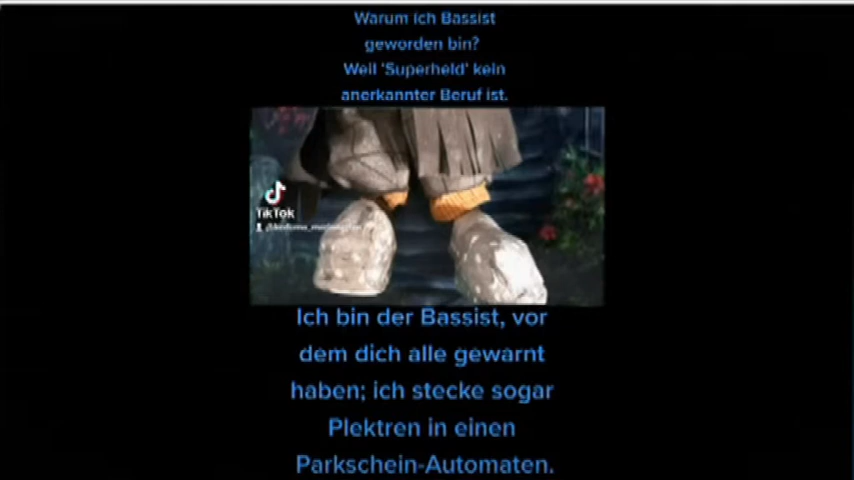 Warum ich Bassist
geworden bin?
Weil 'Superheld' kein
anerkannter Beruf ist.
TikTok
Ich bin der Bassist, vor
dem dich alle gewarnt
haben; ich stecke sogar
Plektren in einen
Parkschein-Automaten.